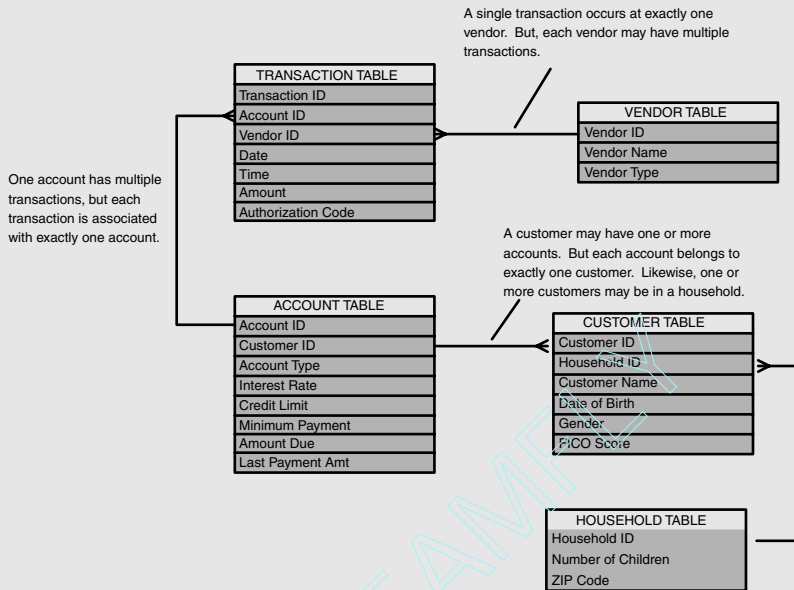 A single transaction occurs at exactly one
vendor. But, each vendor may have multiple
transactions.
TRANSACTION TABLE
Transaction ID
Account ID
Vendor ID
Date
Time
Amount
Authorization Code
VENDOR TABLE
Vendor ID
Vendor Name
Vendor Type
One account has multiple
transactions, but each
transaction is associated
with exactly one account.
A customer may have one or more
accounts. But each account belongs to
exactly one customer. Likewise, one or
more customers may be in a household.
ACCOUNT TABLE
Account ID
Customer ID
Account Type
Interest Rate
Credit Limit
Minimum Payment
Amount Due
Last Payment Amt
CUSTOMER TABLE
Customer ID
Household ID
Customer Name
Date of Birth
Gender
FICO Score
HOUSEHOLD TABLE
Household ID
Number of Children
ZIP Code